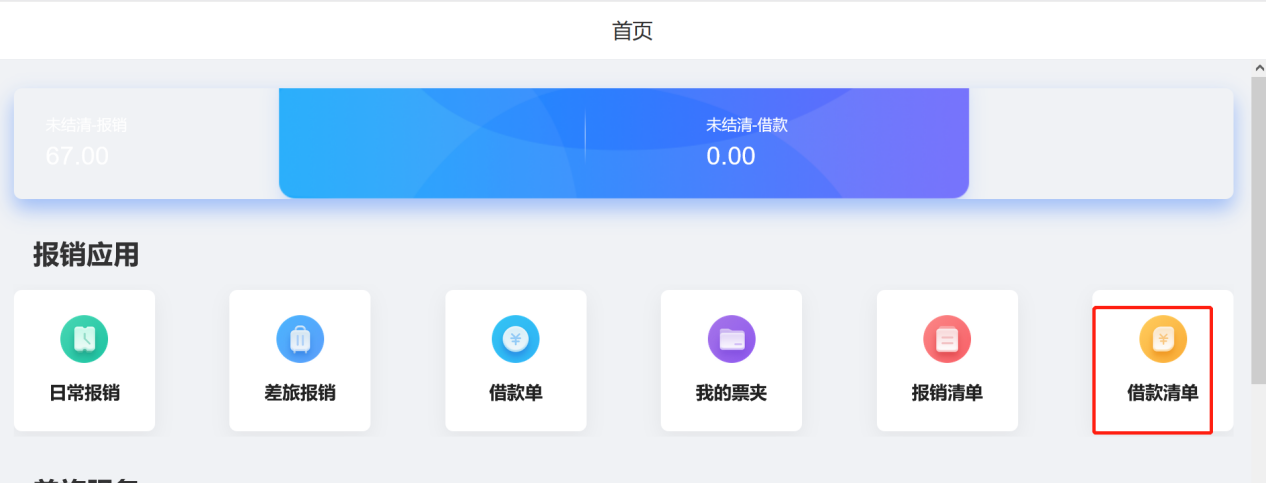 首页
未结清-报销
67.00
未结清-借款
0.00
报销应用
日常报销
差旅报销
借款单
我的票夹
报销清单
借款清单